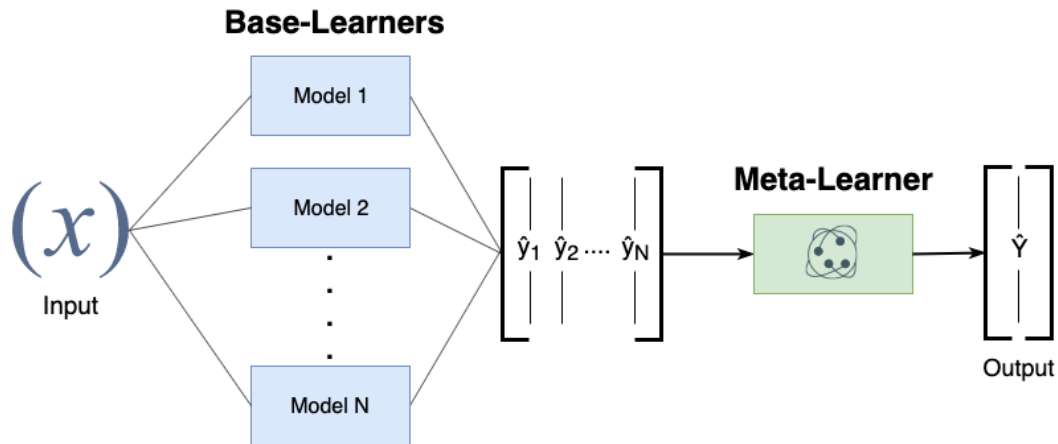 Base-Learners
Model 1
Model 2
Model N
(x)
Input
ŷ1 ŷ2 .... ŷN
Meta-Learner
Ŷ
Output